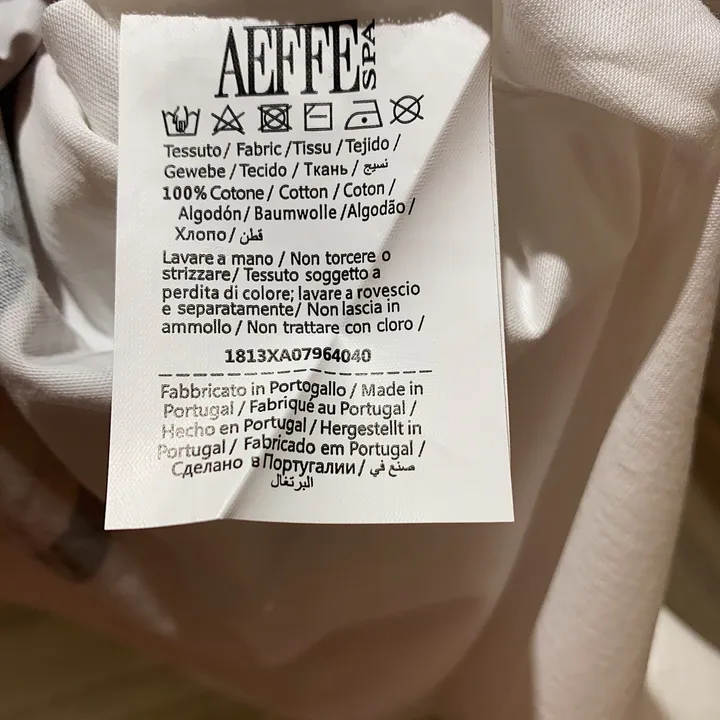 AEFFE SPA
Tessuto / Fabric /Tissu / Tejido /
Gewebe / Tecido / Ткань / نسيج
100% Cotone / Cotton / Coton /
Algodón / Baumwolle /Algodão /
Хлопо / قطن
Lavare a mano / Non torcere o
strizzare/ Tessuto soggetto a
perdita di colore; lavare a rovescio
e separatamente/ Non lascia in
ammollo / Non trattare con cloro /
1813XA07964040
Fabbricato in Portogallo / Made in
Portugal / Fabriqué au Portugal /
Hecho en Portugal / Hergestellt in
Portugal / Fabricado em Portugal /
Сделано в Португалии / صنع في
البرتغال